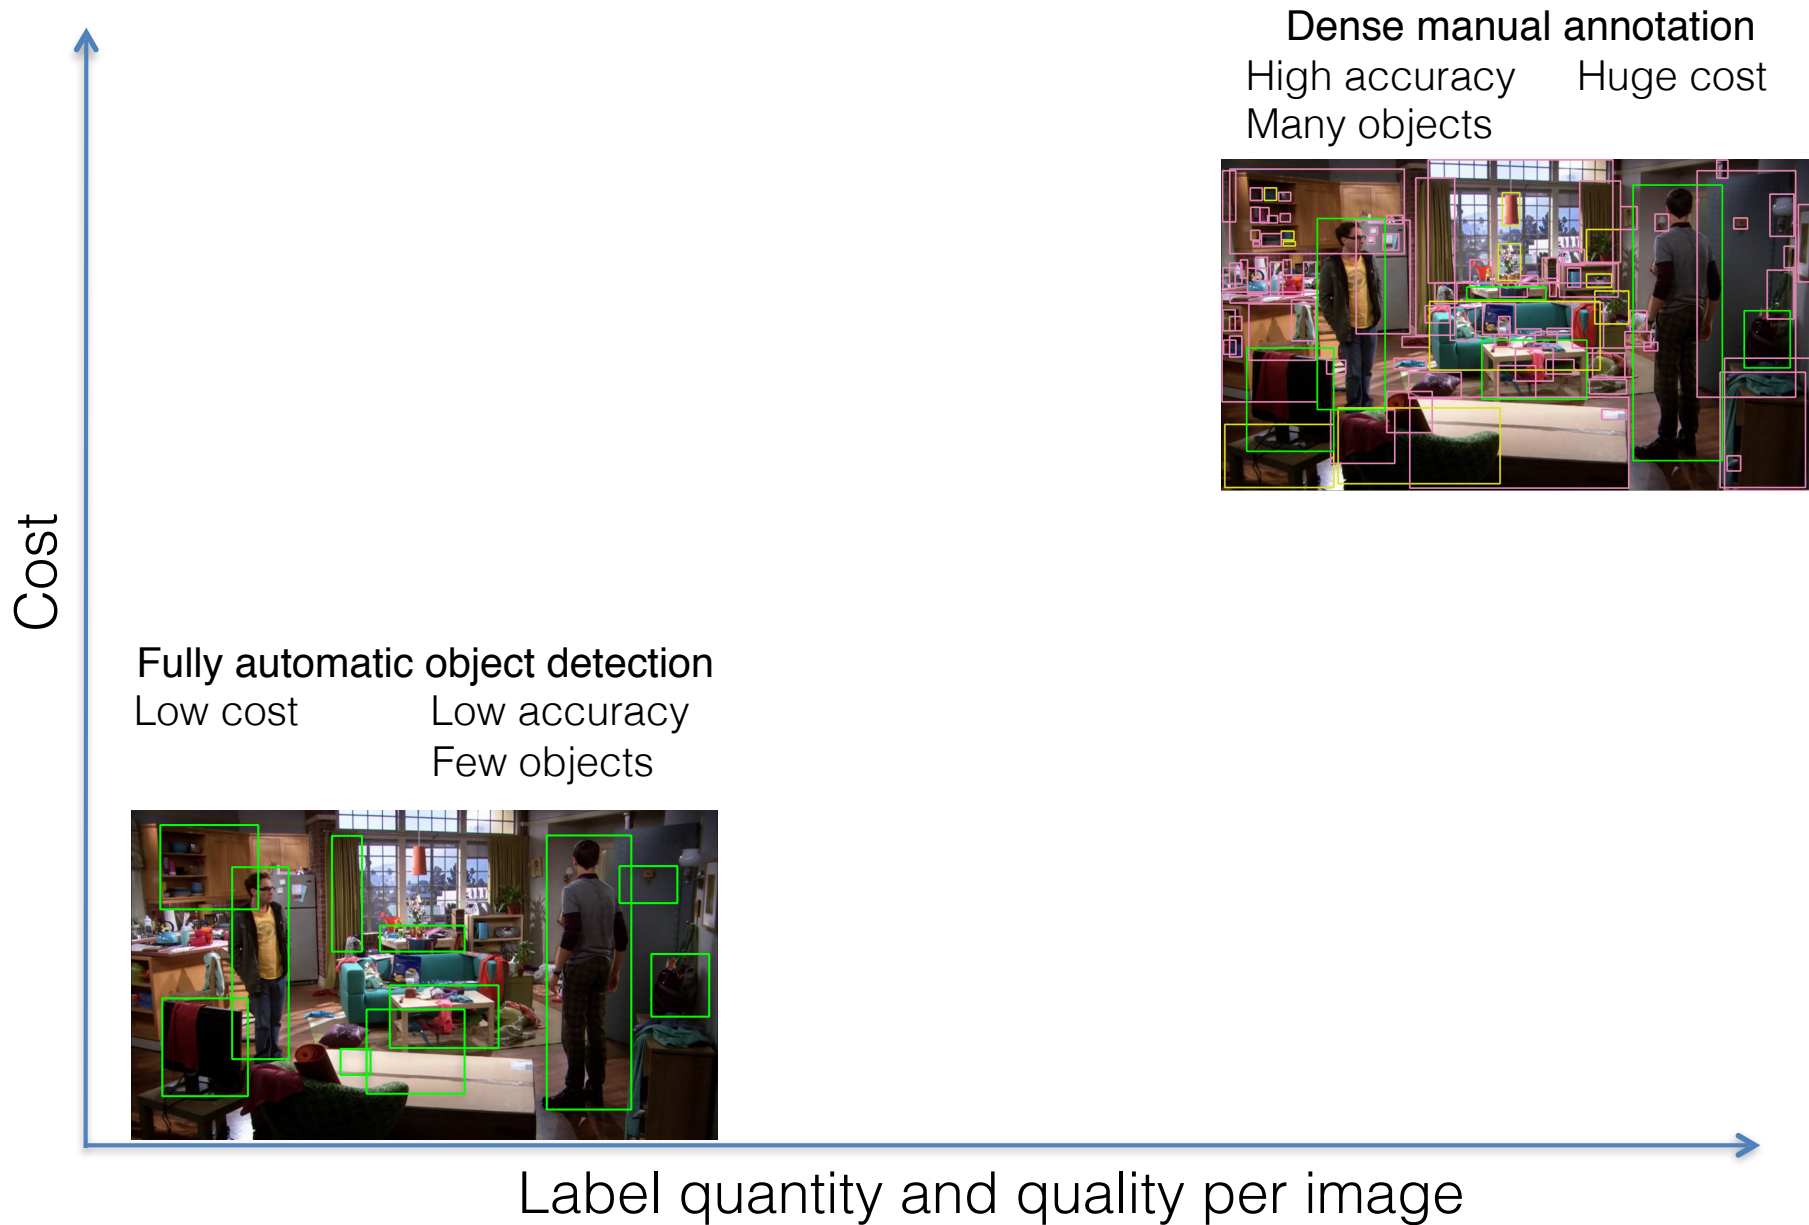 Dense manual annotation
High accuracy Huge cost
Many objects
Cost
Fully automatic object detection
Low cost Low accuracy
Few objects
Label quantity and quality per image